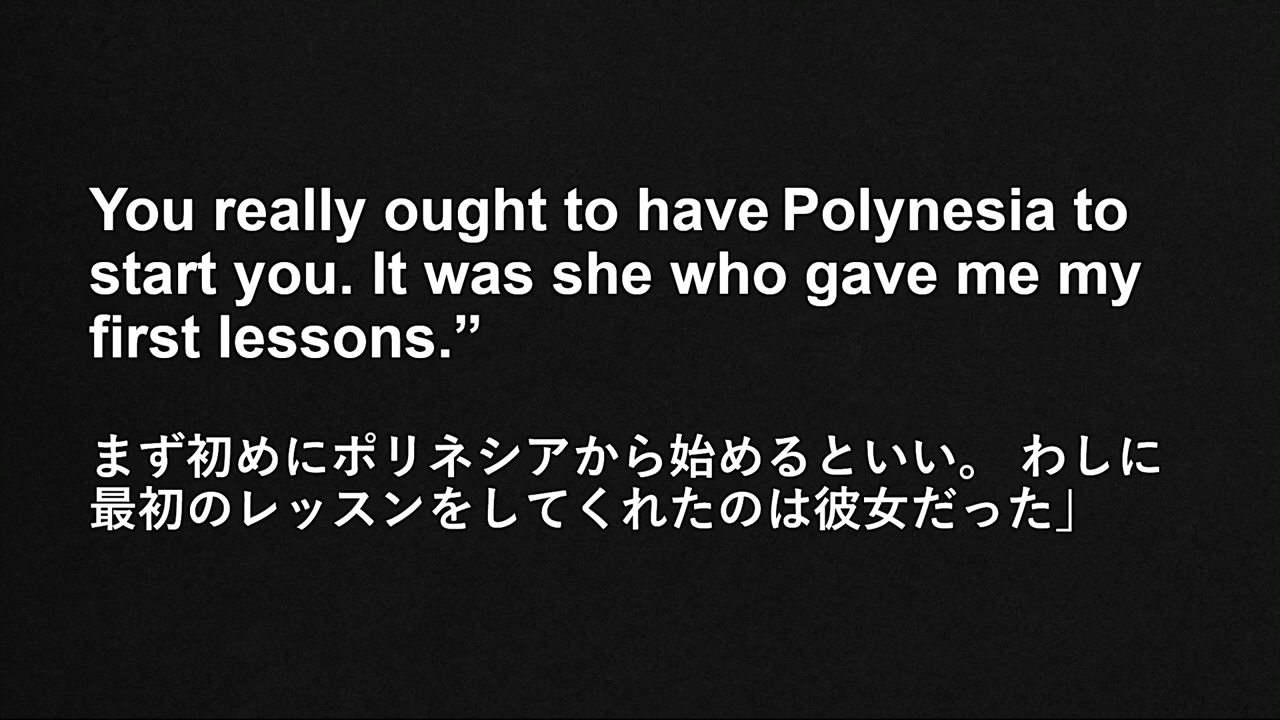 You really ought to have Polynesia to
start you. It was she who gave me my
first lessons.”
まず初めにポリネシアから始めるといい。 わしに
最初のレッスンをしてくれたのは彼女だった」